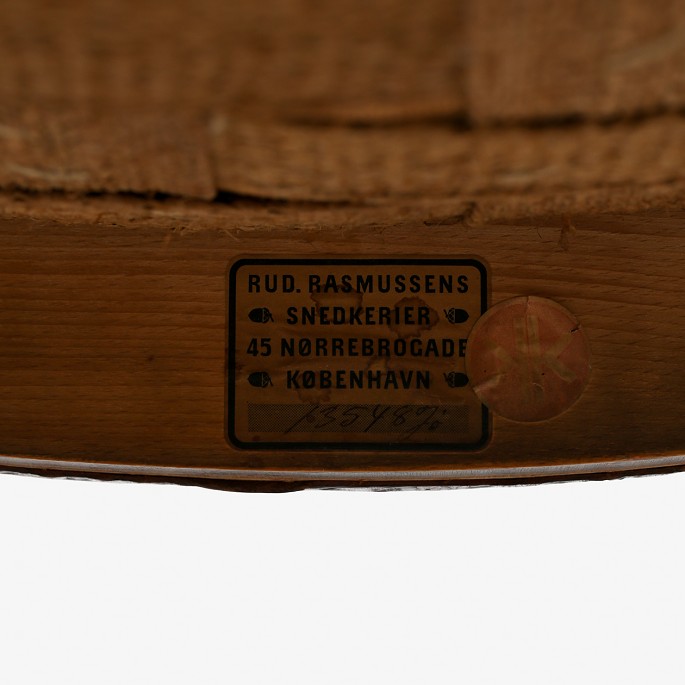 RUD. RASMUSSENS
SNEDKERIER
45 NØRREBROGADE
KØBENHAVN